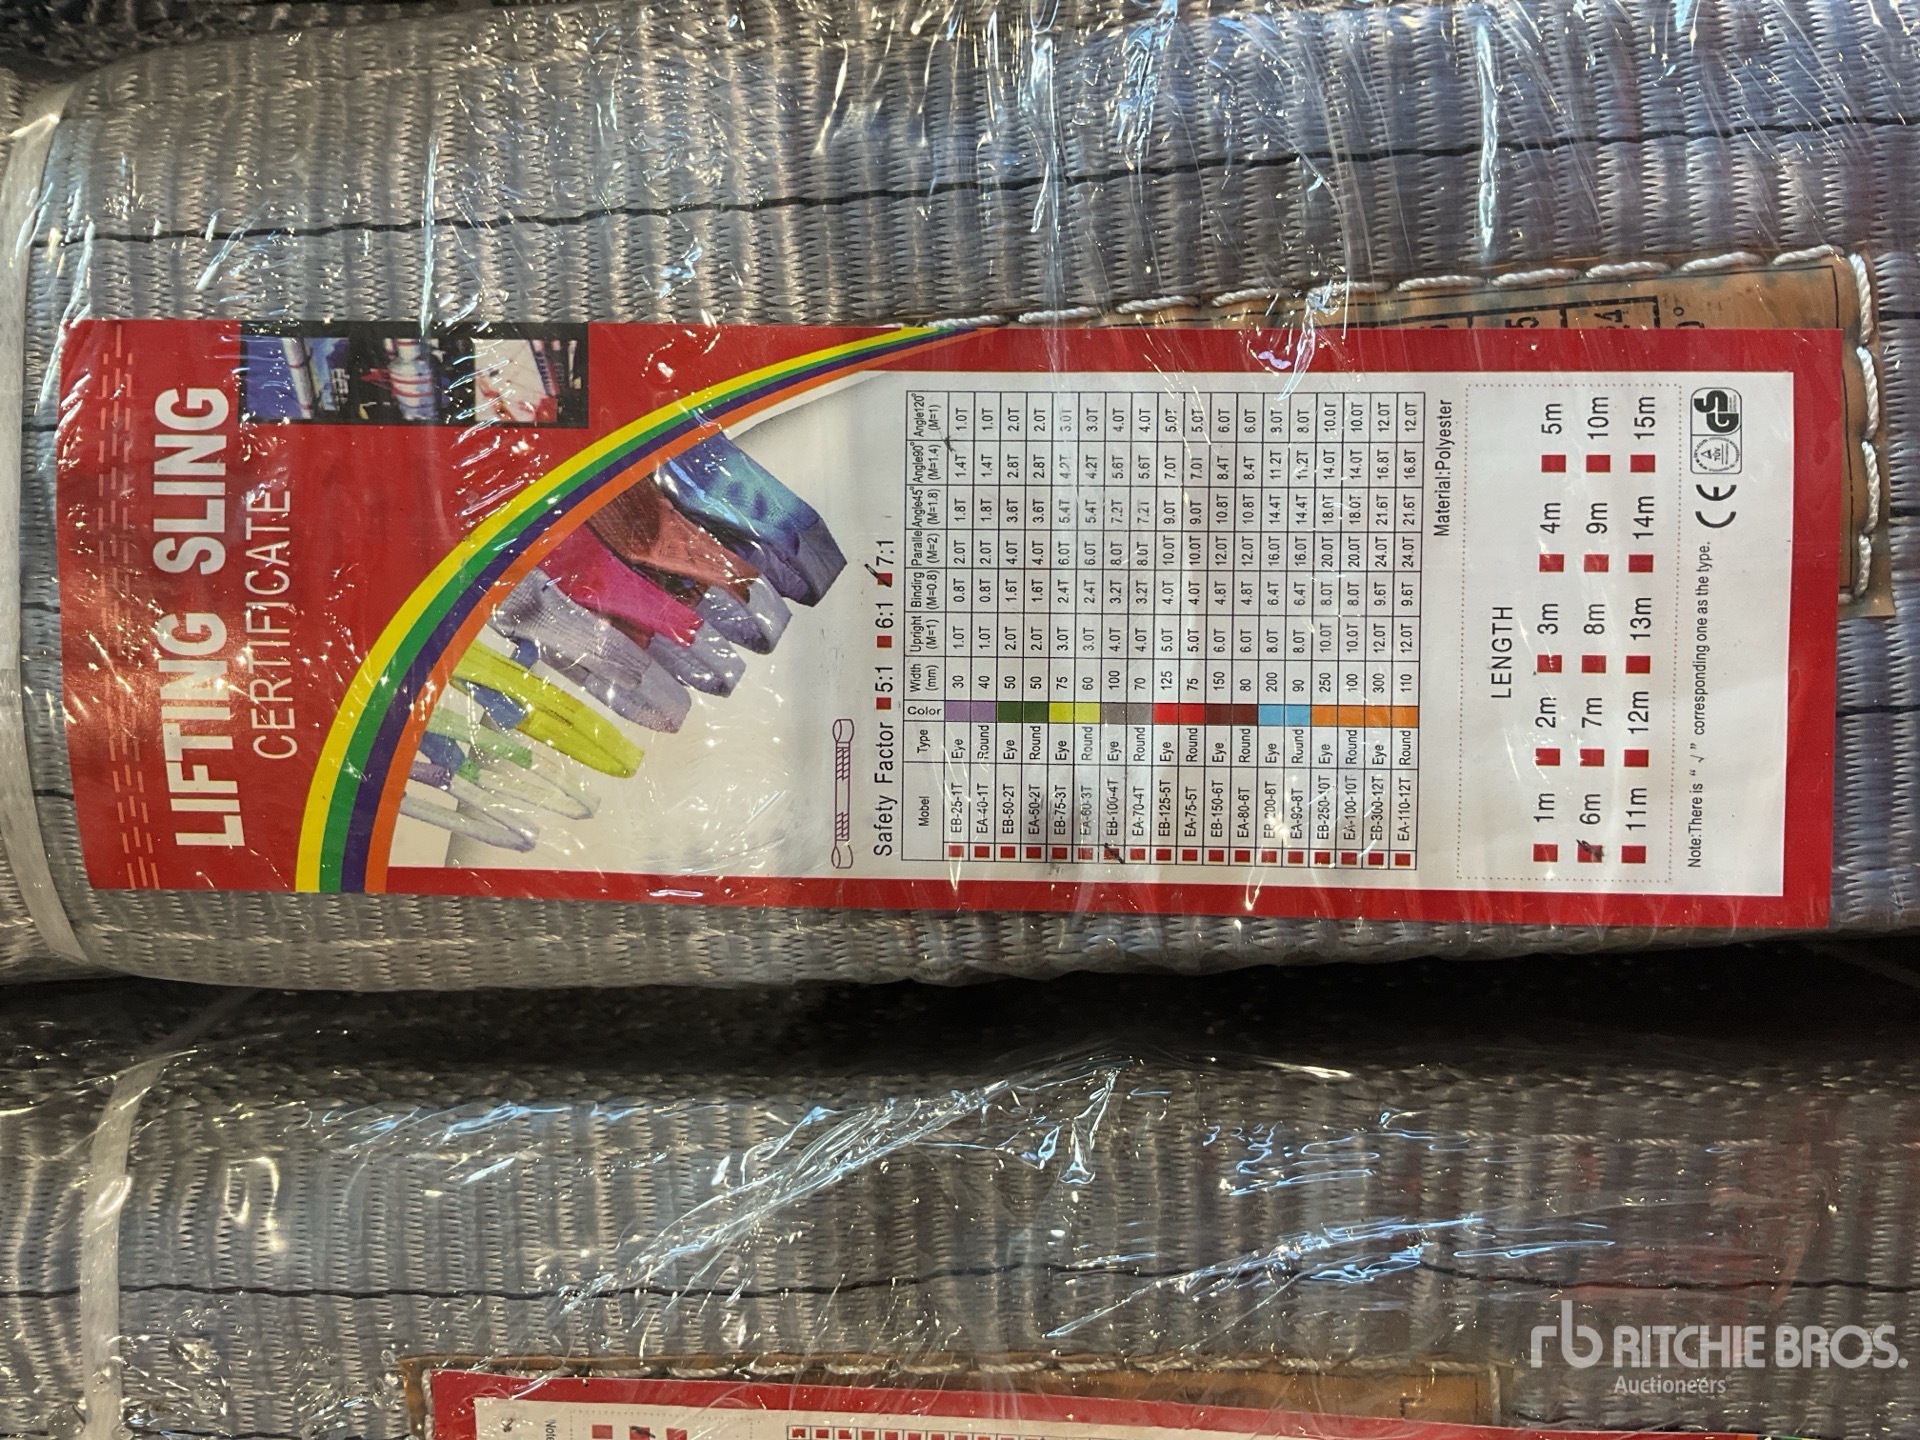 LIFTING SLING
CERTIFICATE
Safety Factor 5:1 6:1 7:1
Mobel Type Color Width (mm) Upright (M=1) Bindirg (M=0.8) Paralle (M=2) Angle45° (M=1.8) Angle90° (M=1.4) Angle120° (M=1)
EB-25-1T Eye 30 1.0T 0.8T 2.0T 1.8T 1.4T 1.0T
EA-40-1T Round 40 1.0T 0.8T 2.0T 1.8T 1.4T 1.0T
EB-50-2T Eye 50 2.0T 1.6T 4.0T 3.6T 2.8T 2.0T
EA-50-2T Round 50 2.0T 1.6T 4.0T 3.6T 2.8T 2.0T
EB-75-3T Eye 75 3.0T 2.4T 6.0T 5.4T 4.2T 3.0T
EA-60-3T Round 60 3.0T 2.4T 6.0T 5.4T 4.2T 3.0T
EB-100-4T Eye 100 4.0T 3.2T 8.0T 7.2T 5.6T 4.0T
EA-70-4T Round 70 4.0T 3.2T 8.0T 7.2T 5.6T 4.0T
EB-125-5T Eye 125 5.0T 4.0T 10.0T 9.0T 7.0T 5.0T
EA-75-5T Round 75 5.0T 4.0T 10.0T 9.0T 7.0T 5.0T
EB-150-6T Eye 150 6.0T 4.8T 12.0T 10.8T 8.4T 6.0T
EA-80-6T Round 80 6.0T 4.8T 12.0T 10.8T 8.4T 6.0T
EB-200-8T Eye 200 8.0T 6.4T 16.0T 14.4T 11.2T 8.0T
EA-90-8T Round 90 8.0T 6.4T 16.0T 14.4T 11.2T 8.0T
EB-250-10T Eye 250 10.0T 8.0T 20.0T 18.0T 14.0T 10.0T
EA-100-10T Round 100 10.0T 8.0T 20.0T 18.0T 14.0T 10.0T
EB-300-12T Eye 300 12.0T 9.6T 24.0T 21.6T 16.8T 12.0T
EA-110-12T Round 110 12.0T 9.6T 24.0T 21.6T 16.8T 12.0T
Material:Polyester
LENGTH
1m 2m 3m 4m 5m
6m 7m 8m 9m 10m
11m 12m 13m 14m 15m
Note:There is “ √ ” corresponding one as the type. CE TÜV GS
Note
rb RITCHIE BROS.
Auctioneers